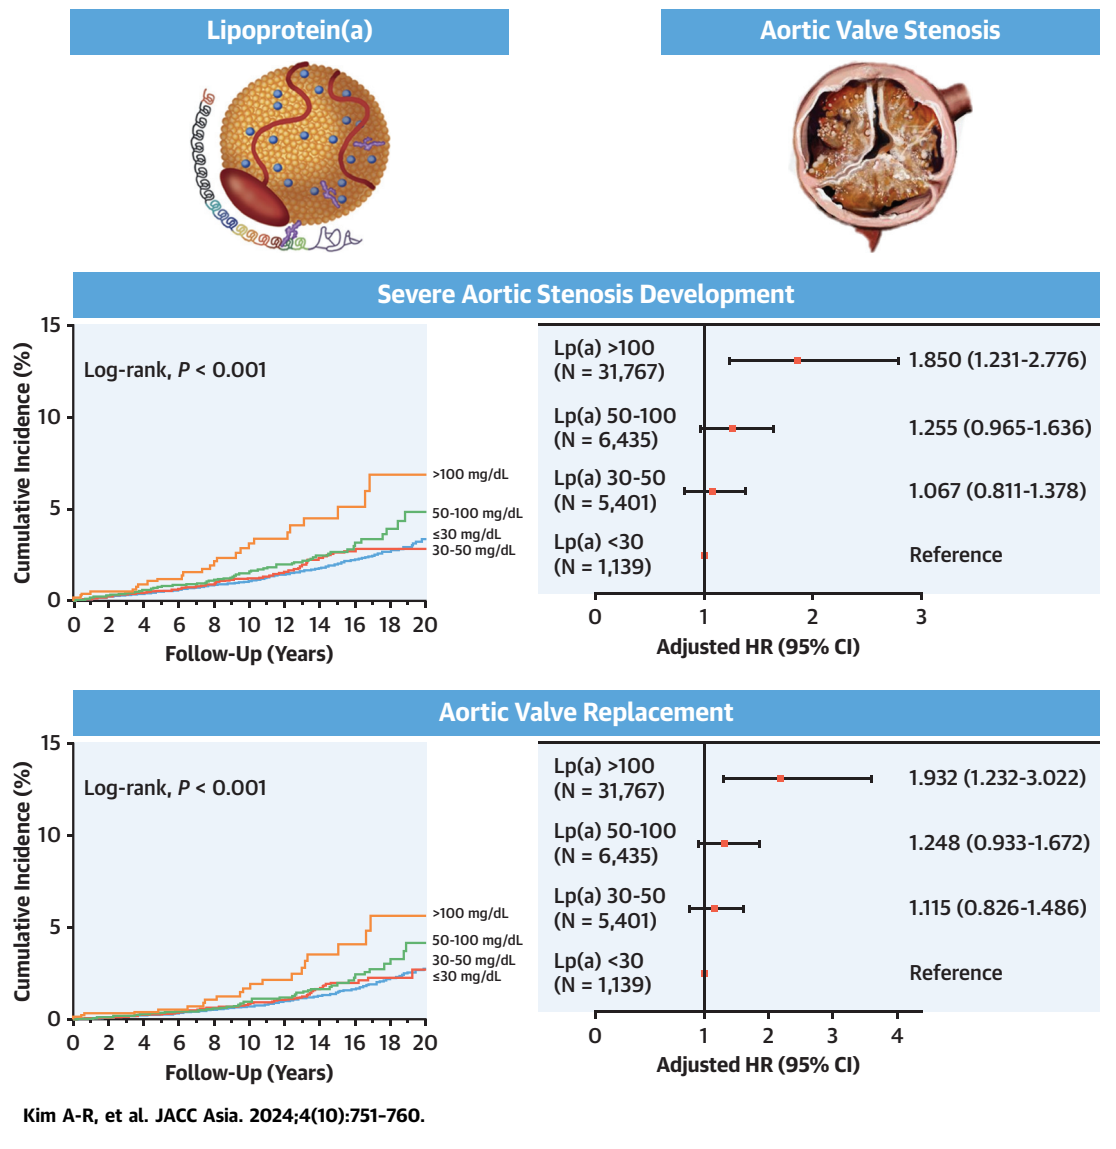 Lipoprotein(a)
Aortic Valve Stenosis
Severe Aortic Stenosis Development
Cumulative Incidence (%)
15
10
5
0
Log-rank, P < 0.001
>100 mg/dL
50-100 mg/dL
≤30 mg/dL
30-50 mg/dL
0 2 4 6 8 10 12 14 16 18 20
Follow-Up (Years)
Lp(a) >100
(N = 31,767)
1.850 (1.231-2.776)
Lp(a) 50-100
(N = 6,435)
1.255 (0.965-1.636)
Lp(a) 30-50
(N = 5,401)
1.067 (0.811-1.378)
Lp(a) <30
(N = 1,139)
Reference
0 1 2 3
Adjusted HR (95% CI)
Aortic Valve Replacement
Cumulative Incidence (%)
15
10
5
0
Log-rank, P < 0.001
>100 mg/dL
50-100 mg/dL
30-50 mg/dL
≤30 mg/dL
0 2 4 6 8 10 12 14 16 18 20
Follow-Up (Years)
Lp(a) >100
(N = 31,767)
1.932 (1.232-3.022)
Lp(a) 50-100
(N = 6,435)
1.248 (0.933-1.672)
Lp(a) 30-50
(N = 5,401)
1.115 (0.826-1.486)
Lp(a) <30
(N = 1,139)
Reference
0 1 2 3 4
Adjusted HR (95% CI)
Kim A-R, et al. JACC Asia. 2024;4(10):751–760.